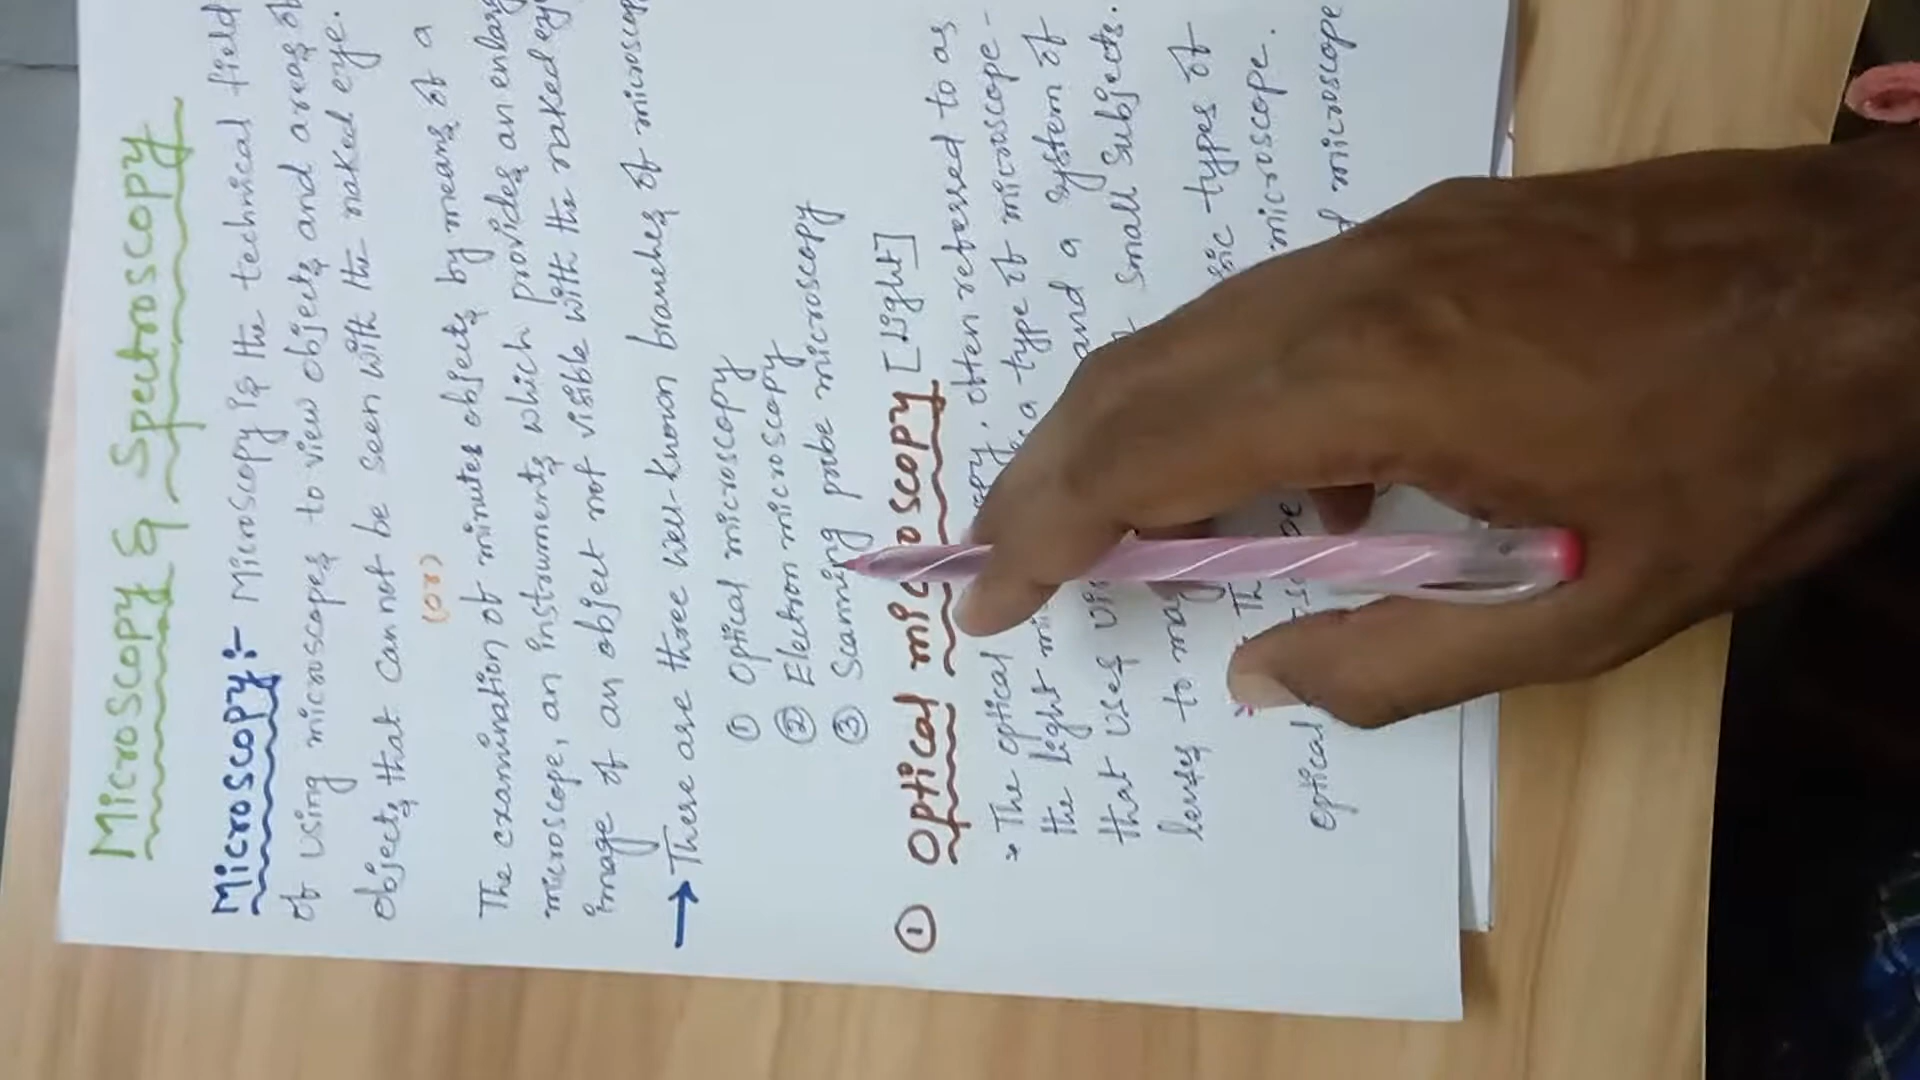 Microscopy & Spectroscopy
Microscopy:- Microscopy is the technical field
of using microscopes to view objects and areas of
objects that can not be seen with the naked eye.
(or)
The examination of minutes objects by means of a
microscope, an instruments which provides an enlarg
image of an object not visible with the naked eye
→ There are three well-known branches of microscop
① Optical microscopy
② Electron microscopy
③ Scanning probe microscopy
① Optical microscopy [Light]
* The optical often referred to as
the light a type of microscope-
that uses and a system of
lenses to small subjects.
* types of
microscope.
Optical microscope